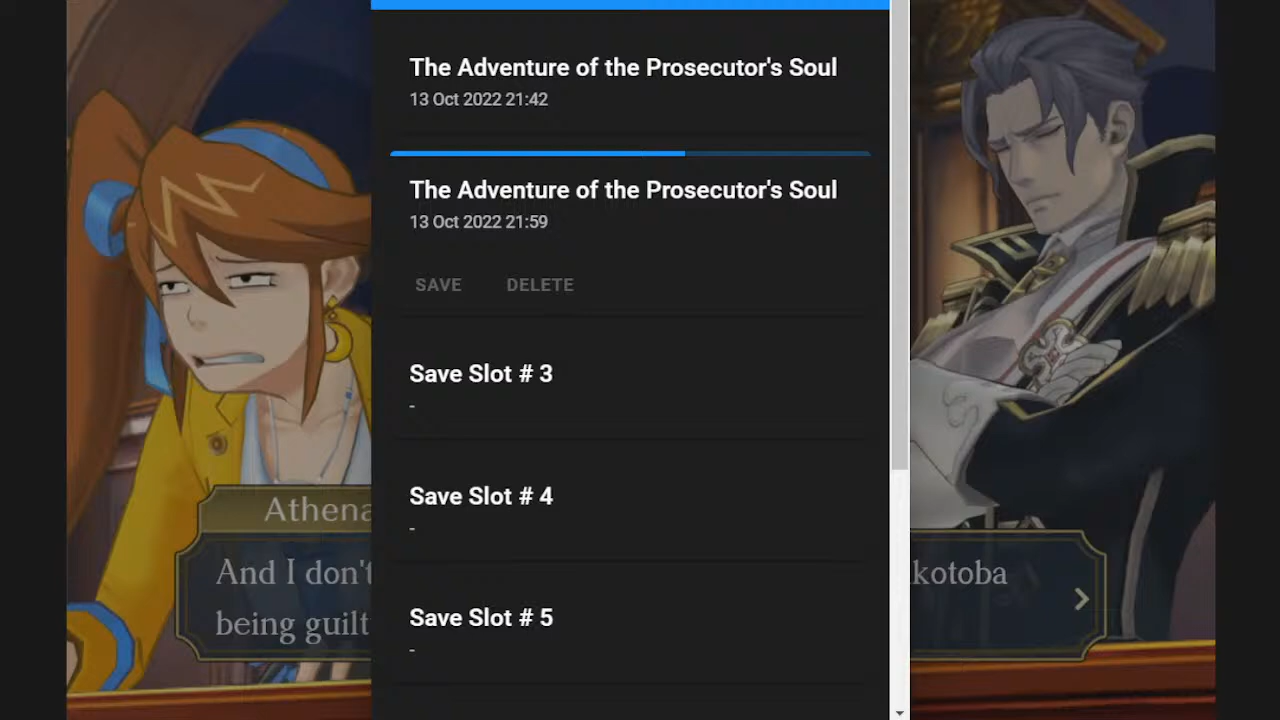 The Adventure of the Prosecutor's Soul
13 Oct 2022 21:42
The Adventure of the Prosecutor's Soul
13 Oct 2022 21:59
SAVE DELETE
Save Slot # 3
-
Save Slot # 4
-
Save Slot # 5
-
Athena
And I don't kotoba
being guilt